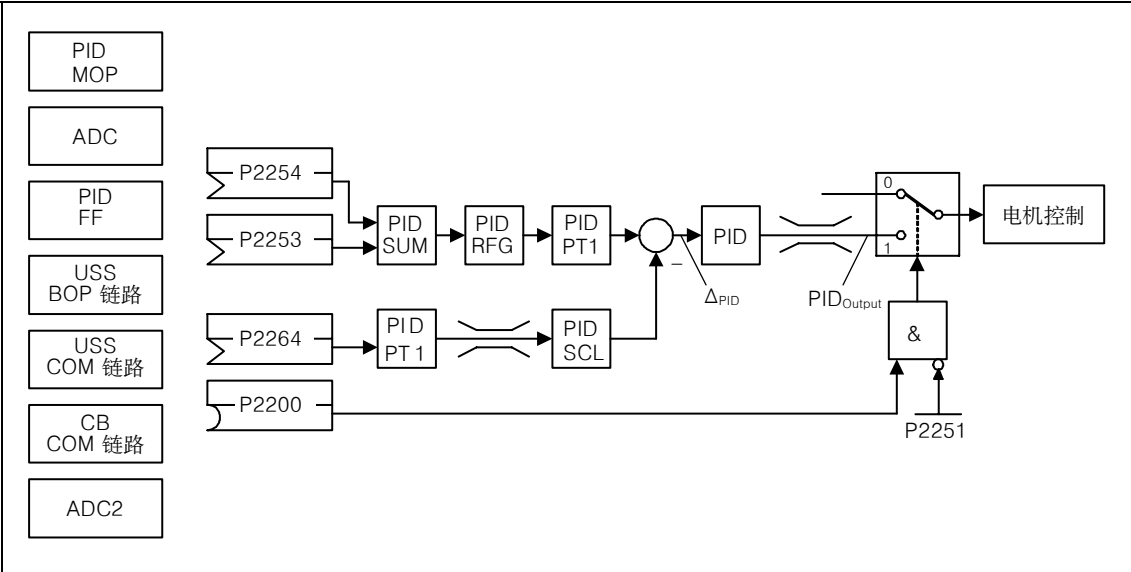 PID
MOP
ADC
PID
FF
USS
BOP 链路
USS
COM 链路
CB
COM 链路
ADC2
P2254
P2253
P2264
P2200
PID
SUM
PID
RFG
PID
PT1
PID
PT1
PID
SCL
−
ΔPID
PID
PIDOutput
0
1
电机控制
&
P2251